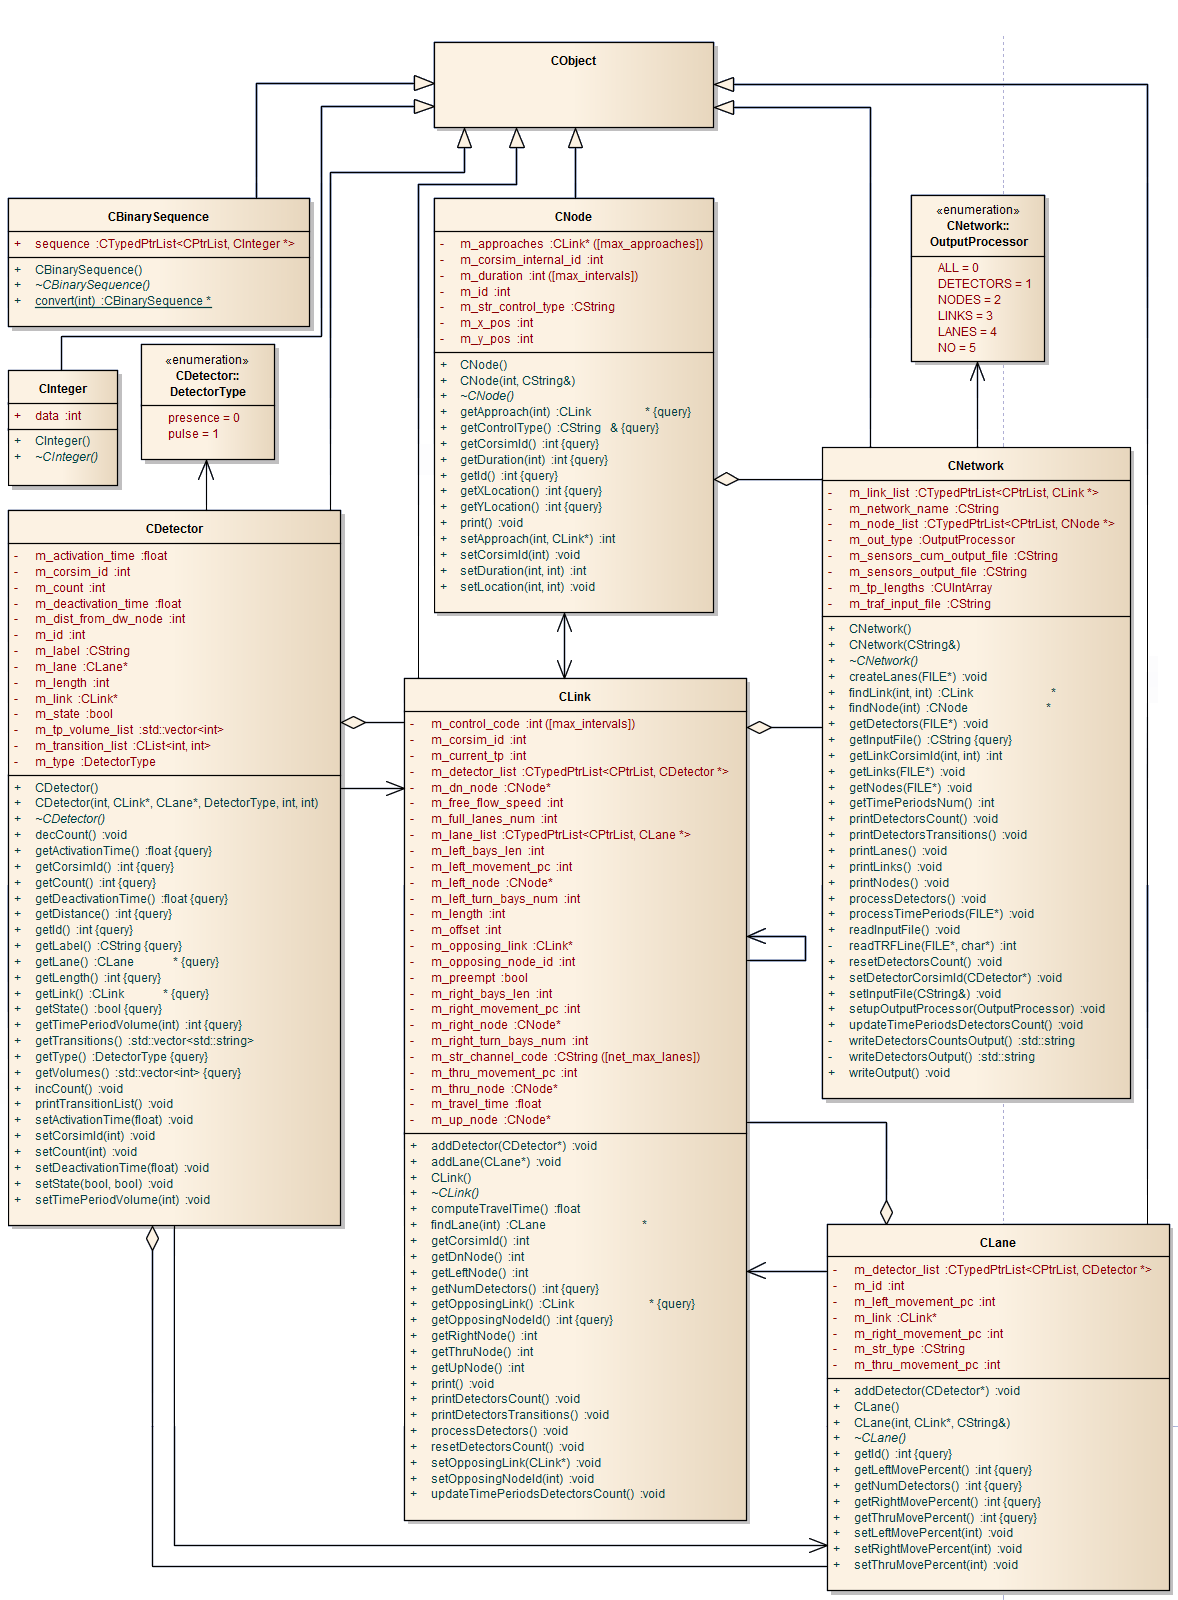 CObject
CBinarySequence
+ sequence :CTypedPtrList<CPtrList, CInteger *>
+ CBinarySequence()
+ ~CBinarySequence()
+ convert(int) :CBinarySequence *
CInteger
+ data :int
+ CInteger()
+ ~CInteger()
«enumeration»
CDetector::
DetectorType
presence = 0
pulse = 1
CNode
- m_approaches :CLink* ([max_approaches])
- m_corsim_internal_id :int
- m_duration :int ([max_intervals])
- m_id :int
- m_str_control_type :CString
- m_x_pos :int
- m_y_pos :int
+ CNode()
+ CNode(int, CString&)
+ ~CNode()
+ getApproach(int) :CLink * {query}
+ getControlType() :CString & {query}
+ getCorsimId() :int {query}
+ getDuration(int) :int {query}
+ getId() :int {query}
+ getXLocation() :int {query}
+ getYLocation() :int {query}
+ print() :void
+ setApproach(int, CLink*) :int
+ setCorsimId(int) :void
+ setDuration(int, int) :int
+ setLocation(int, int) :void
«enumeration»
CNetwork::
OutputProcessor
ALL = 0
DETECTORS = 1
NODES = 2
LINKS = 3
LANES = 4
NO = 5
CNetwork
- m_link_list :CTypedPtrList<CPtrList, CLink *>
- m_network_name :CString
- m_node_list :CTypedPtrList<CPtrList, CNode *>
- m_out_type :OutputProcessor
- m_sensors_cum_output_file :CString
- m_sensors_output_file :CString
- m_tp_lengths :CUIntArray
- m_traf_input_file :CString
+ CNetwork()
+ CNetwork(CString&)
+ ~CNetwork()
+ createLanes(FILE*) :void
+ findLink(int, int) :CLink *
+ findNode(int) :CNode *
+ getDetectors(FILE*) :void
+ getInputFile() :CString {query}
+ getLinkCorsimId(int, int) :int
+ getLinks(FILE*) :void
+ getNodes(FILE*) :void
+ getTimePeriodsNum() :int
+ printDetectorsCount() :void
+ printDetectorsTransitions() :void
+ printLanes() :void
+ printLinks() :void
+ printNodes() :void
+ processDetectors() :void
+ processTimePeriods(FILE*) :void
+ readInputFile() :void
- readTRFLine(FILE*, char*) :int
+ resetDetectorsCount() :void
+ setDetectorCorsimId(CDetector*) :void
+ setInputFile(CString&) :void
+ setupOutputProcessor(OutputProcessor) :void
+ updateTimePeriodsDetectorsCount() :void
- writeDetectorsCountsOutput() :std::string
- writeDetectorsOutput() :std::string
+ writeOutput() :void
CDetector
- m_activation_time :float
- m_corsim_id :int
- m_count :int
- m_deactivation_time :float
- m_dist_from_dw_node :int
- m_id :int
- m_label :CString
- m_lane :CLane*
- m_length :int
- m_link :CLink*
- m_state :bool
- m_tp_volume_list :std::vector<int>
- m_transition_list :CList<int, int>
- m_type :DetectorType
+ CDetector()
+ CDetector(int, CLink*, CLane*, DetectorType, int, int)
+ ~CDetector()
+ decCount() :void
+ getActivationTime() :float {query}
+ getCorsimId() :int {query}
+ getCount() :int {query}
+ getDeactivationTime() :float {query}
+ getDistance() :int {query}
+ getId() :int {query}
+ getLabel() :CString {query}
+ getLane() :CLane * {query}
+ getLength() :int {query}
+ getLink() :CLink * {query}
+ getState() :bool {query}
+ getTimePeriodVolume(int) :int {query}
+ getTransitions() :std::vector<std::string>
+ getType() :DetectorType {query}
+ getVolumes() :std::vector<int> {query}
+ incCount() :void
+ printTransitionList() :void
+ setActivationTime(float) :void
+ setCorsimId(int) :void
+ setCount(int) :void
+ setDeactivationTime(float) :void
+ setState(bool, bool) :void
+ setTimePeriodVolume(int) :void
CLink
- m_control_code :int ([max_intervals])
- m_corsim_id :int
- m_current_tp :int
- m_detector_list :CTypedPtrList<CPtrList, CDetector *>
- m_dn_node :CNode*
- m_free_flow_speed :int
- m_full_lanes_num :int
- m_lane_list :CTypedPtrList<CPtrList, CLane *>
- m_left_bays_len :int
- m_left_movement_pc :int
- m_left_node :CNode*
- m_left_turn_bays_num :int
- m_length :int
- m_offset :int
- m_opposing_link :CLink*
- m_opposing_node_id :int
- m_preempt :bool
- m_right_bays_len :int
- m_right_movement_pc :int
- m_right_node :CNode*
- m_right_turn_bays_num :int
- m_str_channel_code :CString ([net_max_lanes])
- m_thru_movement_pc :int
- m_thru_node :CNode*
- m_travel_time :float
- m_up_node :CNode*
+ addDetector(CDetector*) :void
+ addLane(CLane*) :void
+ CLink()
+ ~CLink()
+ computeTravelTime() :float
+ findLane(int) :CLane *
+ getCorsimId() :int
+ getDnNode() :int
+ getLeftNode() :int
+ getNumDetectors() :int {query}
+ getOpposingLink() :CLink * {query}
+ getOpposingNodeId() :int {query}
+ getRightNode() :int
+ getThruNode() :int
+ getUpNode() :int
+ print() :void
+ printDetectorsCount() :void
+ printDetectorsTransitions() :void
+ processDetectors() :void
+ resetDetectorsCount() :void
+ setOpposingLink(CLink*) :void
+ setOpposingNodeId(int) :void
+ updateTimePeriodsDetectorsCount() :void
CLane
- m_detector_list :CTypedPtrList<CPtrList, CDetector *>
- m_id :int
- m_left_movement_pc :int
- m_link :CLink*
- m_right_movement_pc :int
- m_str_type :CString
- m_thru_movement_pc :int
+ addDetector(CDetector*) :void
+ CLane()
+ CLane(int, CLink*, CString&)
+ ~CLane()
+ getId() :int {query}
+ getLeftMovePercent() :int {query}
+ getNumDetectors() :int {query}
+ getRightMovePercent() :int {query}
+ getThruMovePercent() :int {query}
+ setLeftMovePercent(int) :void
+ setRightMovePercent(int) :void
+ setThruMovePercent(int) :void